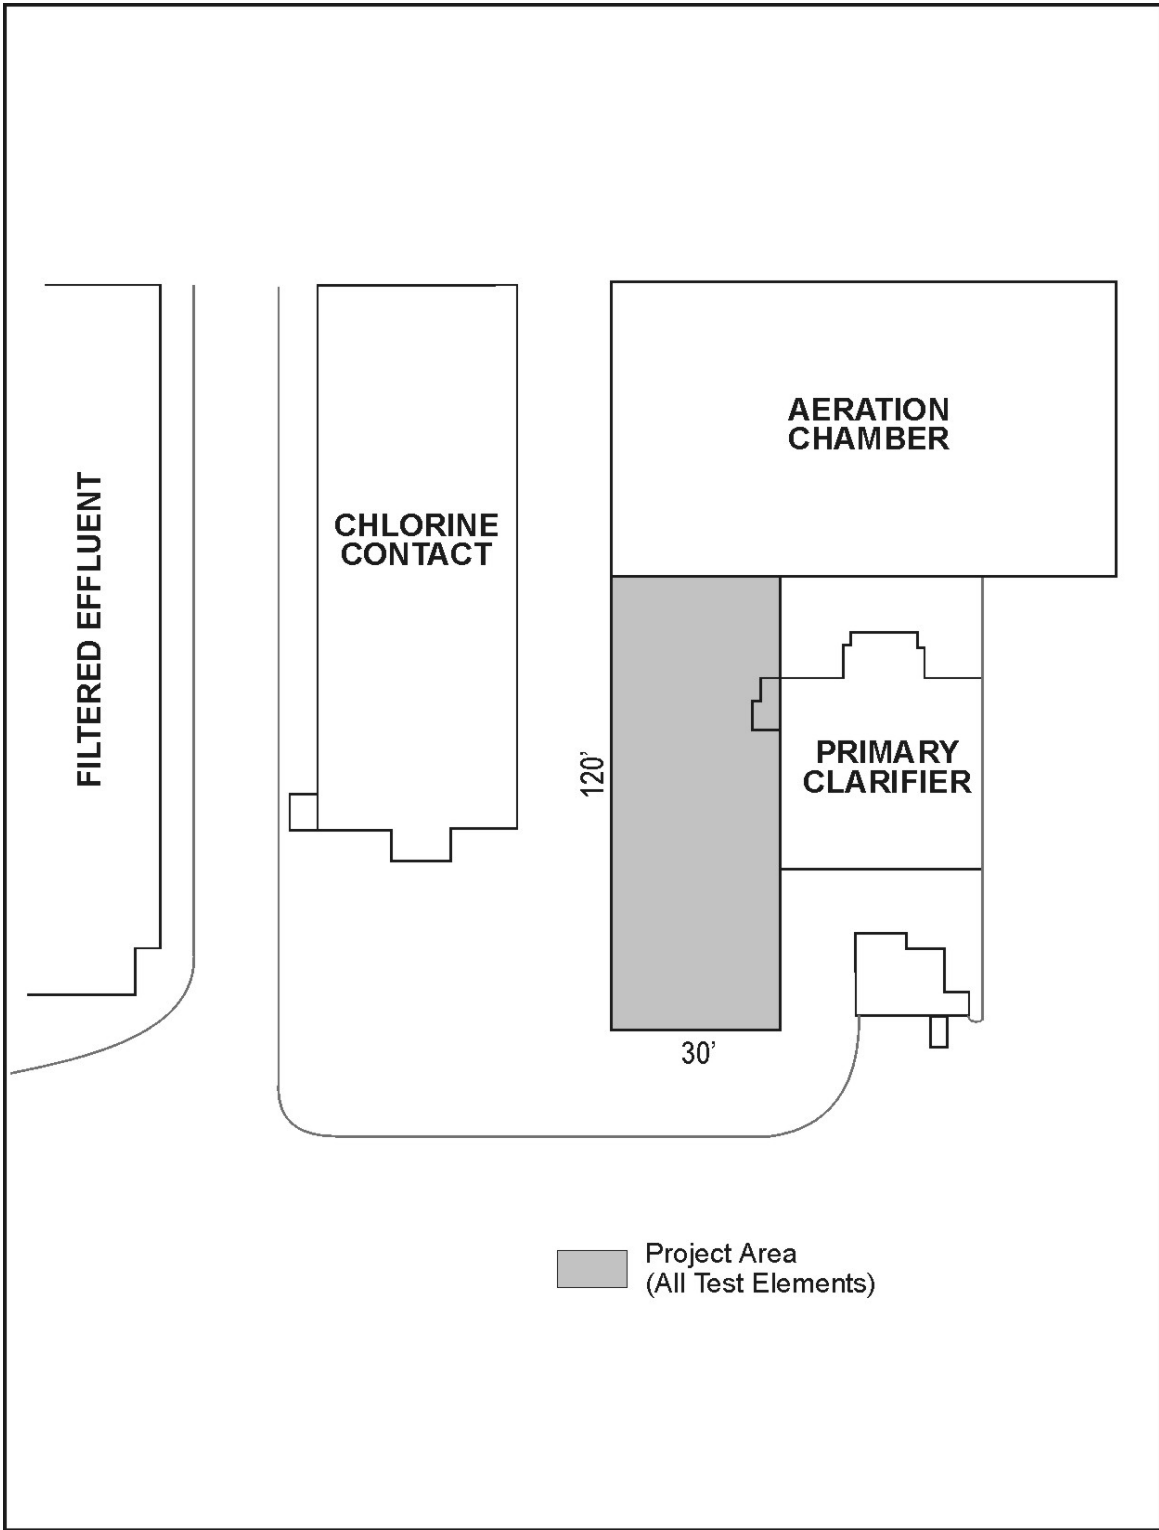 AERATION
CHAMBER
CHLORINE
CONTACT
FILTERED EFFLUENT
PRIMARY
CLARIFIER
120’
30’
Project Area
(All Test Elements)